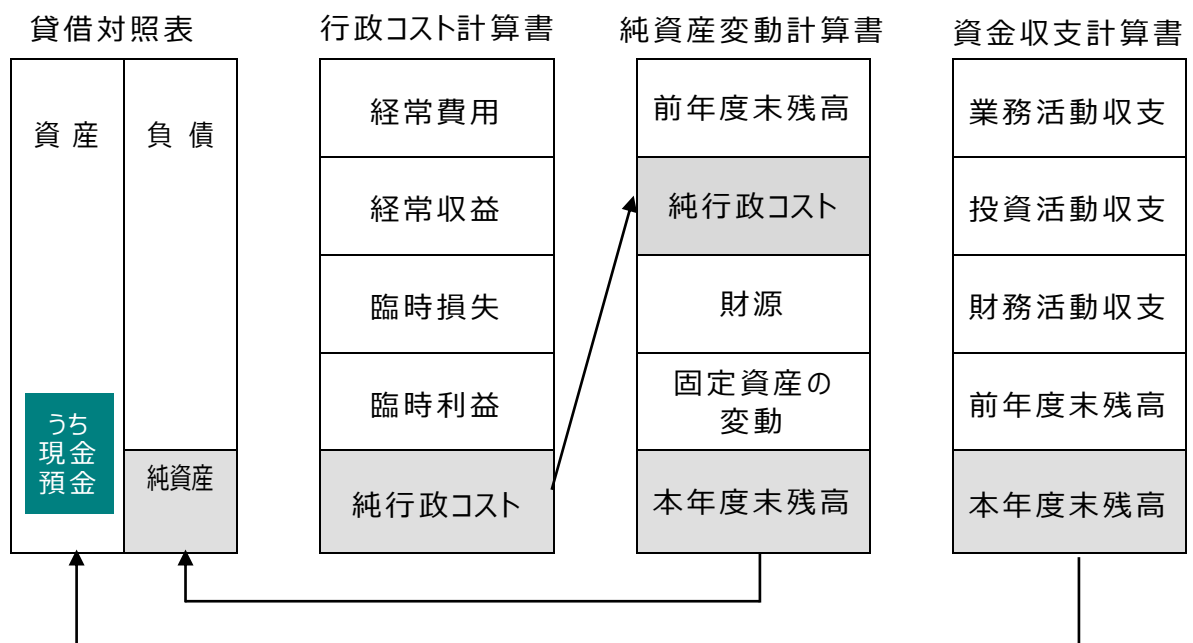 貸借対照表
資産
負債
うち
現金
預金
純資産
行政コスト計算書
経常費用
経常収益
臨時損失
臨時利益
純行政コスト
純資産変動計算書
前年度末残高
純行政コスト
財源
固定資産の
変動
本年度末残高
資金収支計算書
業務活動収支
投資活動収支
財務活動収支
前年度末残高
本年度末残高